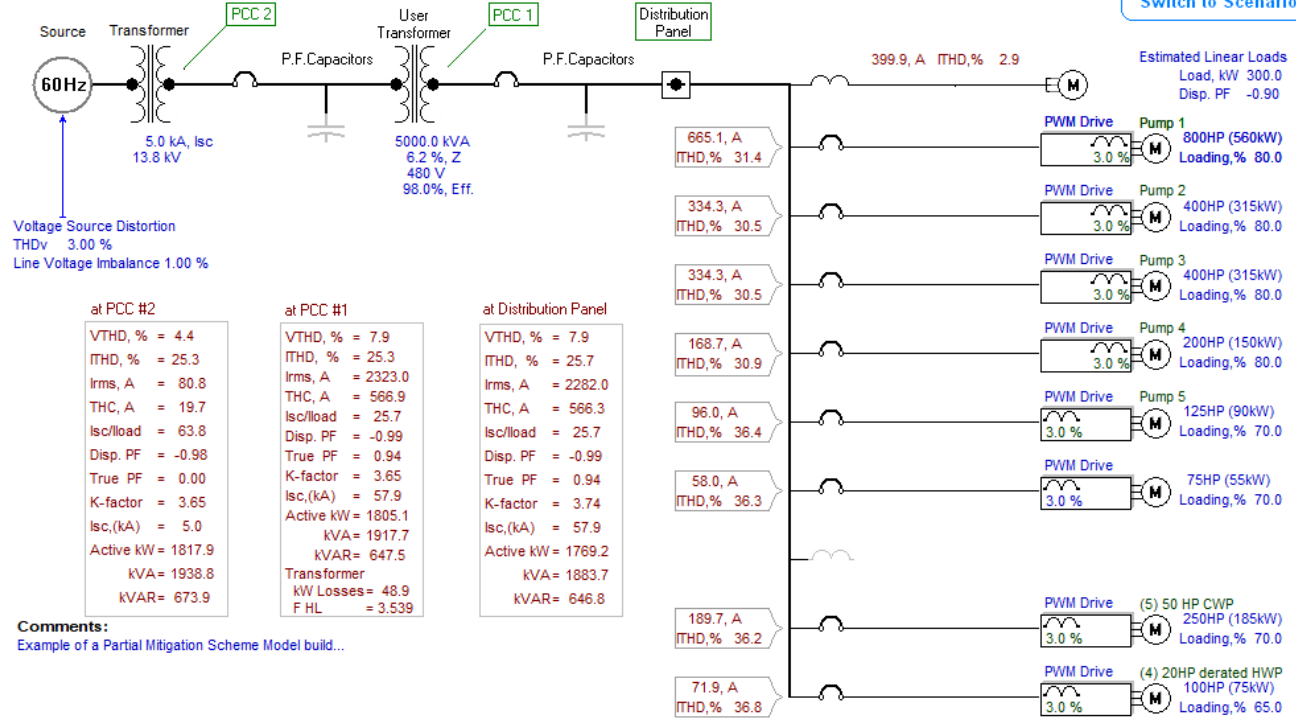 Switch to Scenario
PCC 2
User
Transformer
PCC 1
Distribution
Panel
Source
Transformer
P.F.Capacitors
P.F.Capacitors
399.9, A ITHD,% 2.9
Estimated Linear Loads
Load, kW 300.0
Disp. PF -0.90
60Hz
M
5.0 kA, Isc
13.8 kV
5000.0 kVA
6.2 %, Z
480 V
98.0%, Eff.
665.1, A
ITHD,% 31.4
PWM Drive
3.0 %
M
Pump 1
800HP (560kW)
Loading,% 80.0
334.3, A
ITHD,% 30.5
PWM Drive
3.0 %
M
Pump 2
400HP (315kW)
Loading,% 80.0
Voltage Source Distortion
THDv 3.00 %
Line Voltage Imbalance 1.00 %
334.3, A
ITHD,% 30.5
PWM Drive
3.0 %
M
Pump 3
400HP (315kW)
Loading,% 80.0
168.7, A
ITHD,% 30.9
PWM Drive
3.0 %
M
Pump 4
200HP (150kW)
Loading,% 80.0
96.0, A
ITHD,% 36.4
PWM Drive
3.0 %
M
Pump 5
125HP (90kW)
Loading,% 70.0
58.0, A
ITHD,% 36.3
PWM Drive
3.0 %
M
75HP (55kW)
Loading,% 70.0
189.7, A
ITHD,% 36.2
PWM Drive
3.0 %
M
(5) 50 HP CWP
250HP (185kW)
Loading,% 70.0
71.9, A
ITHD,% 36.8
PWM Drive
3.0 %
M
(4) 20HP derated HWP
100HP (75kW)
Loading,% 65.0
at PCC #2
VTHD, % = 4.4
ITHD, % = 25.3
Irms, A = 80.8
THC, A = 19.7
Isc/Iload = 63.8
Disp. PF = -0.98
True PF = 0.00
K-factor = 3.65
Isc,(kA) = 5.0
Active kW = 1817.9
kVA = 1938.8
kVAR= 673.9
at PCC #1
VTHD, % = 7.9
ITHD, % = 25.3
Irms, A = 2323.0
THC, A = 566.9
Isc/Iload = 25.7
Disp. PF = -0.99
True PF = 0.94
K-factor = 3.65
Isc,(kA) = 57.9
Active kW = 1805.1
kVA= 1917.7
kVAR= 647.5
Transformer
kW Losses= 48.9
F HL = 3.539
at Distribution Panel
VTHD, % = 7.9
ITHD, % = 25.7
Irms, A = 2282.0
THC, A = 566.3
Isc/Iload = 25.7
Disp. PF = -0.99
True PF = 0.94
K-factor = 3.74
Isc,(kA) = 57.9
Active kW = 1769.2
kVA= 1883.7
kVAR= 646.8
Comments:
Example of a Partial Mitigation Scheme Model build...